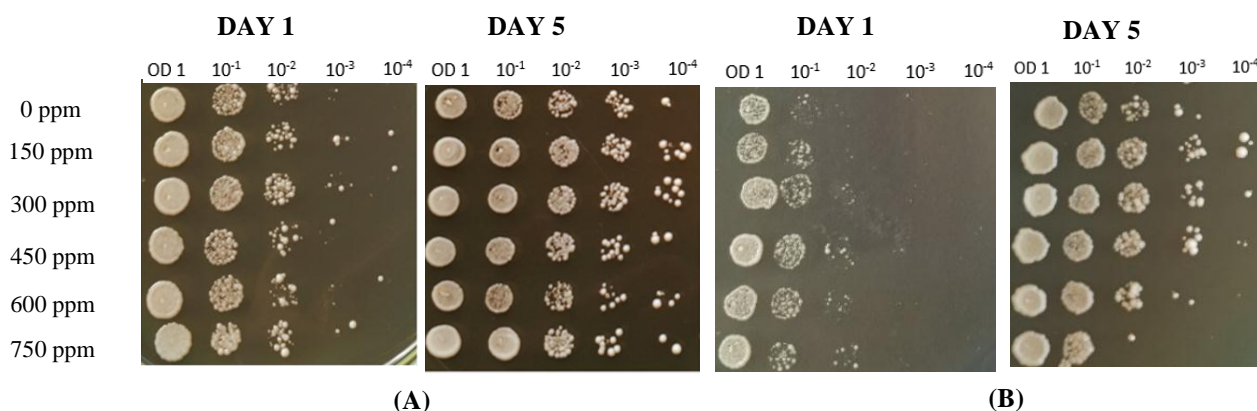 DAY 1 DAY 5 DAY 1 DAY 5
OD 1 10⁻¹ 10⁻² 10⁻³ 10⁻⁴ OD 1 10⁻¹ 10⁻² 10⁻³ 10⁻⁴ OD 1 10⁻¹ 10⁻² 10⁻³ 10⁻⁴ OD 1 10⁻¹ 10⁻² 10⁻³ 10⁻⁴
0 ppm
150 ppm
300 ppm
450 ppm
600 ppm
750 ppm
(A) (B)